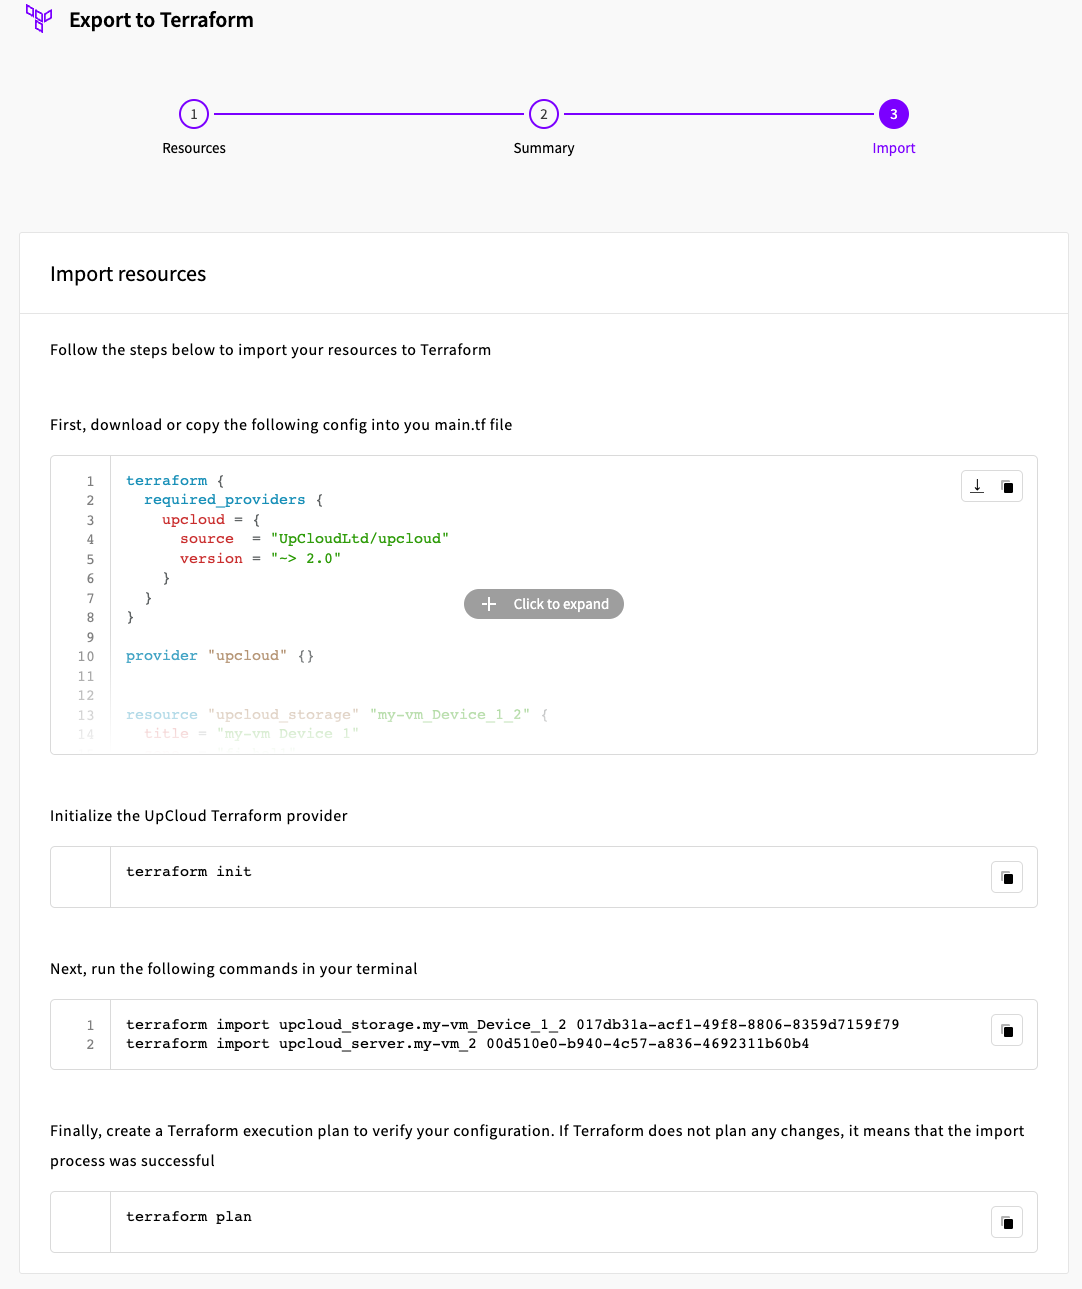 Export to Terraform
1
2
3
Resources
Summary
Import
Import resources
Follow the steps below to import your resources to Terraform
First, download or copy the following config into you main.tf file
1 terraform {
2 required_providers {
3 upcloud = {
4 source = "UpCloudLtd/upcloud"
5 version = "~> 2.0"
6 }
7 }
8 }
9
10 provider "upcloud" {}
11
12
13 resource "upcloud_storage" "my-vm_Device_1_2" {
14 title = "my-vm Device 1"
Click to expand
Initialize the UpCloud Terraform provider
terraform init
Next, run the following commands in your terminal
1 terraform import upcloud_storage.my-vm_Device_1_2 017db31a-acf1-49f8-8806-8359d7159f79
2 terraform import upcloud_server.my-vm_2 00d510e0-b940-4c57-a836-4692311b60b4
Finally, create a Terraform execution plan to verify your configuration. If Terraform does not plan any changes, it means that the import
process was successful
terraform plan